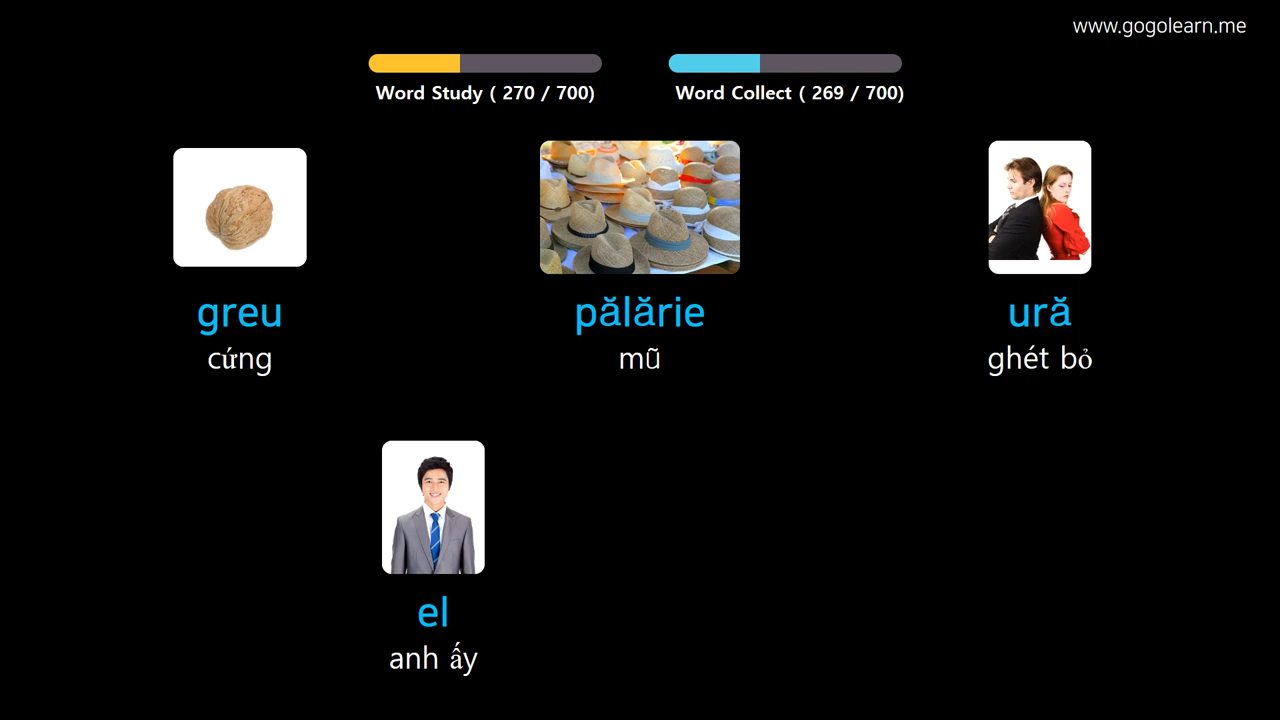 www.gogolearn.me
Word Study ( 270 / 700)
Word Collect ( 269 / 700)
greu
cứng
pălărie
mũ
ură
ghét bỏ
el
anh ấy